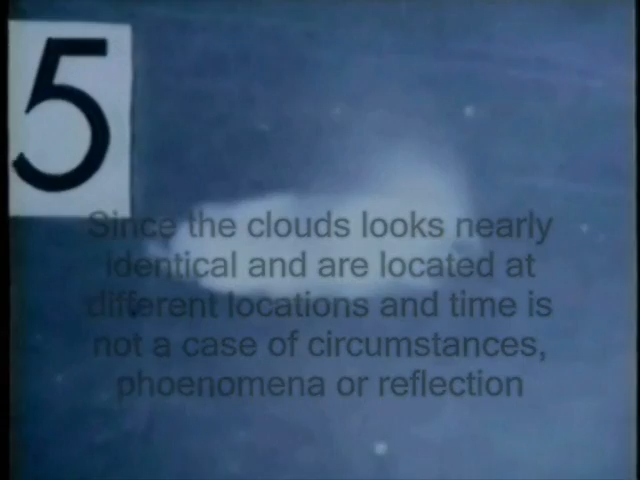 5
Since the clouds looks nearly
identical and are located at
different locations and time is
not a case of circumstances,
phoenomena or reflection